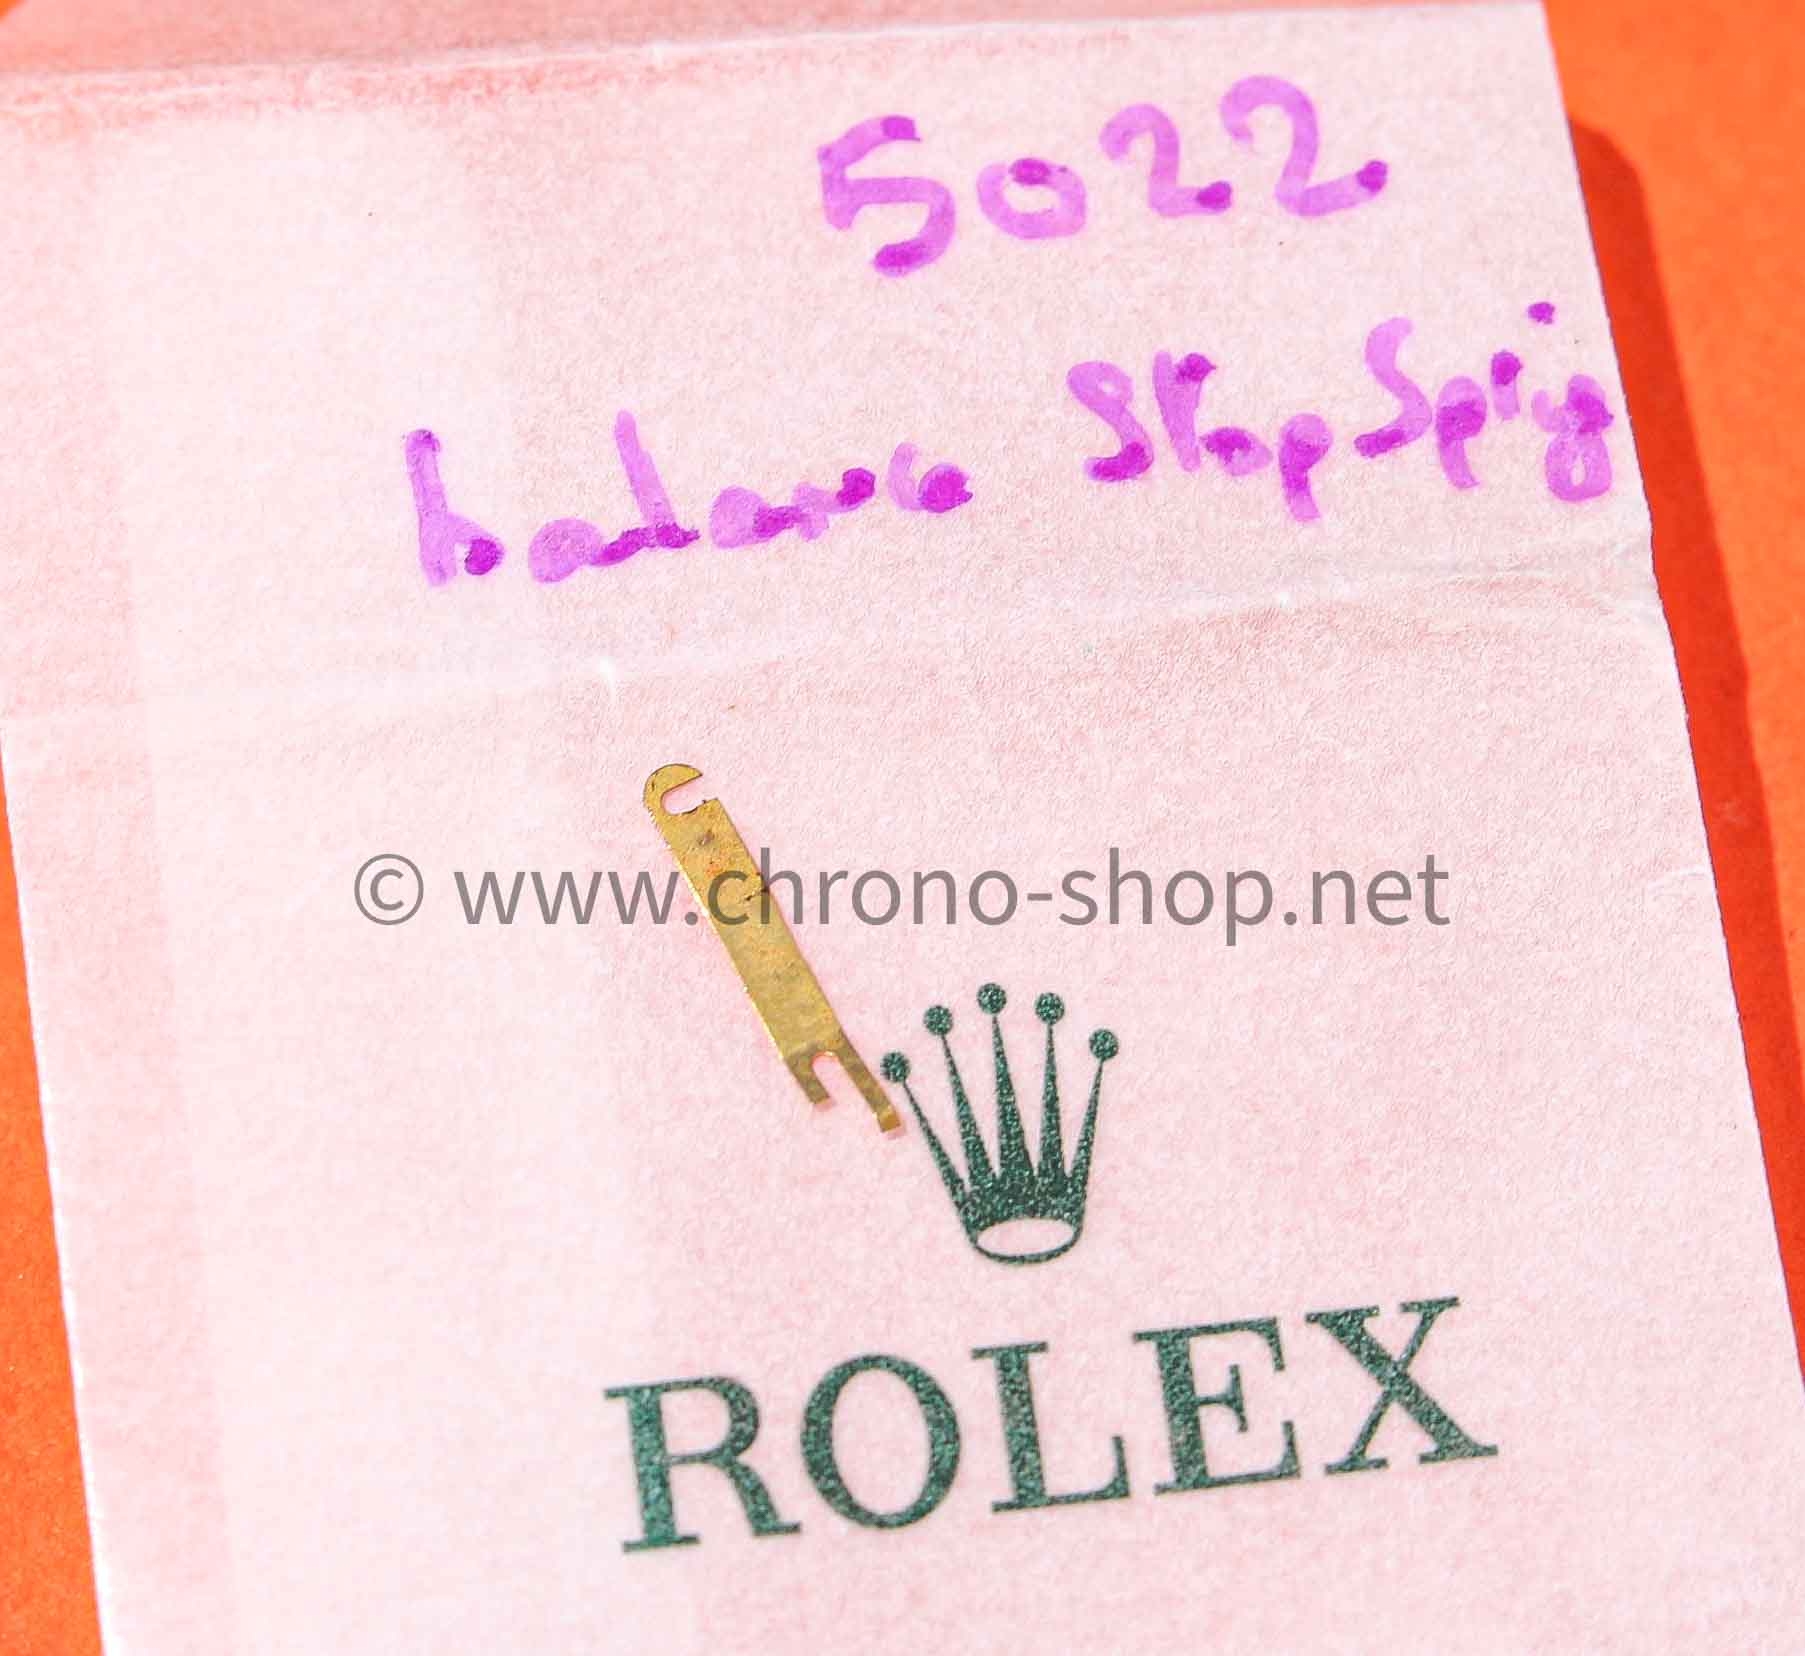 5022
balance Stop Sprig
© www.chrono-shop.net
ROLEX